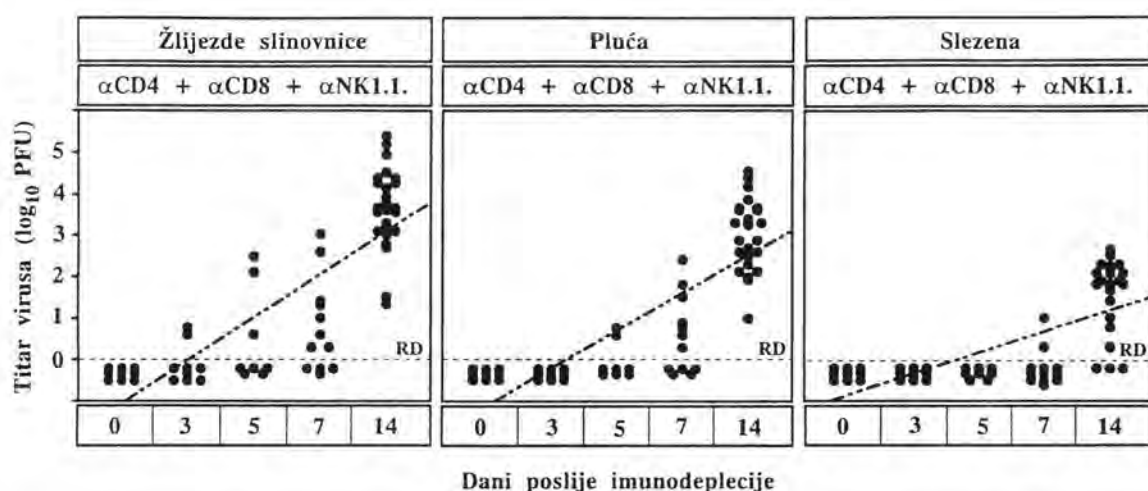 Žlijezde slinovnice
Pluća
Slezena
αCD4 + αCD8 + αNK1.1.
αCD4 + αCD8 + αNK1.1.
αCD4 + αCD8 + αNK1.1.
Titar virusa (log10 PFU)
5
4
3
2
1
0
RD
RD
RD
0 3 5 7 14
0 3 5 7 14
0 3 5 7 14
Dani poslije imunodeplecije